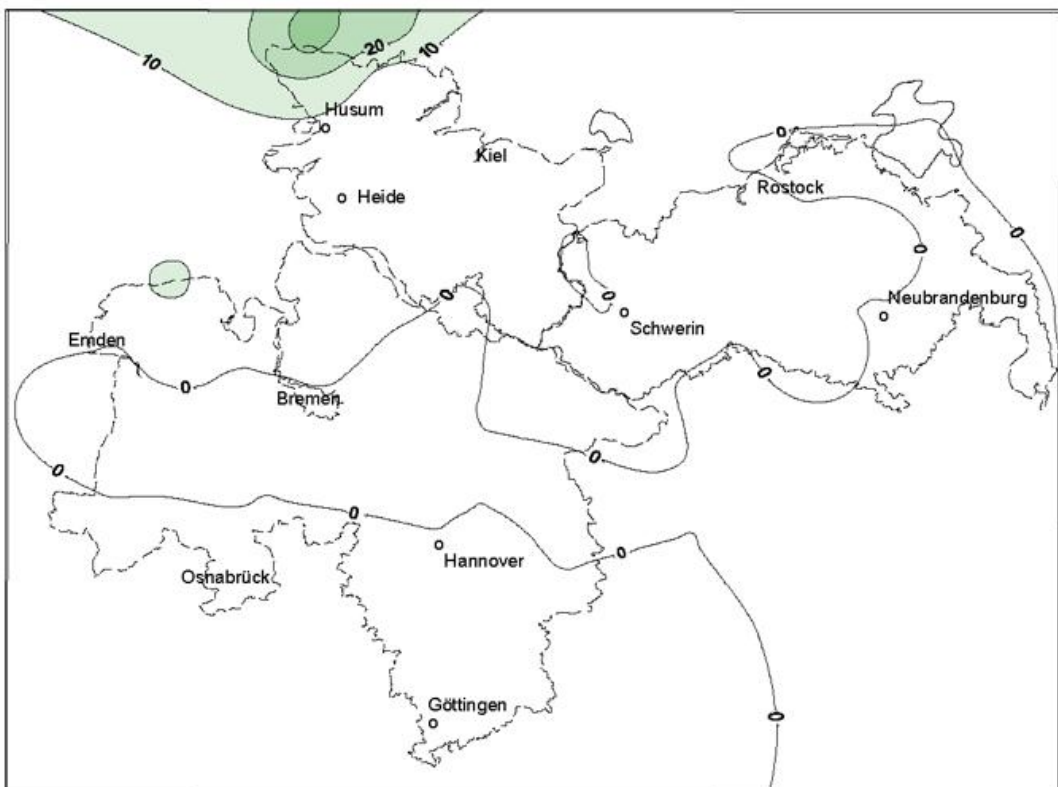 20
10
10
Husum
0
Kiel
Rostock
Heide
0
0
0
0
Neubrandenburg
Schwerin
Emden
0
0
Bremen
0
0
0
Hannover
0
Osnabrück
Göttingen
0